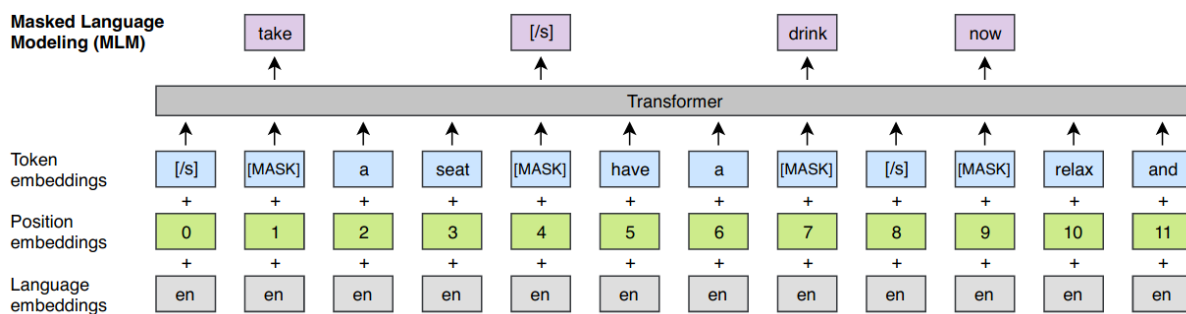 Masked Language
Modeling (MLM)
take [/s] drink now
Transformer
Token
embeddings
[/s] [MASK] a seat [MASK] have a [MASK] [/s] [MASK] relax and
+ + + + + + + + + + + +
Position
embeddings
0 1 2 3 4 5 6 7 8 9 10 11
+ + + + + + + + + + + +
Language
embeddings
en en en en en en en en en en en en